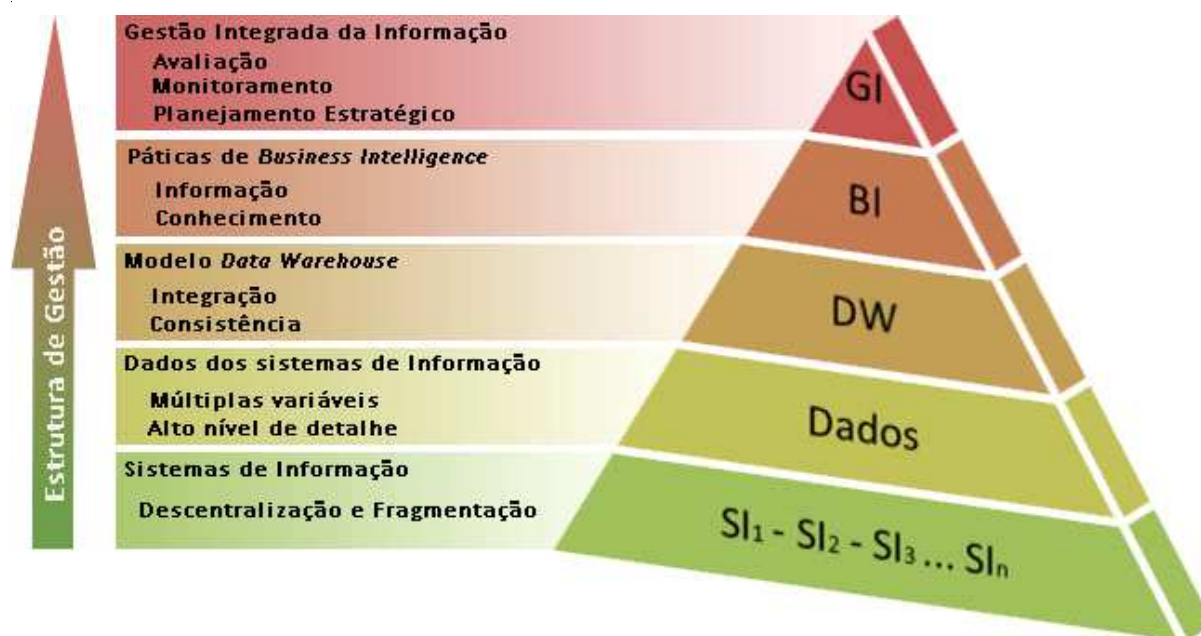 Gestão Integrada da Informação
Avaliação
Monitoramento
Planejamento Estratégico
Páticas de Business Intelligence
Informação
Conhecimento
Modelo Data Warehouse
Integração
Consistência
Dados dos sistemas de Informação
Múltiplas variáveis
Alto nível de detalhe
Sistemas de Informação
Descentralização e Fragmentação
Estrutura de Gestão
GI
BI
DW
Dados
SI₁ - SI₂ - SI₃ ... SIₙ